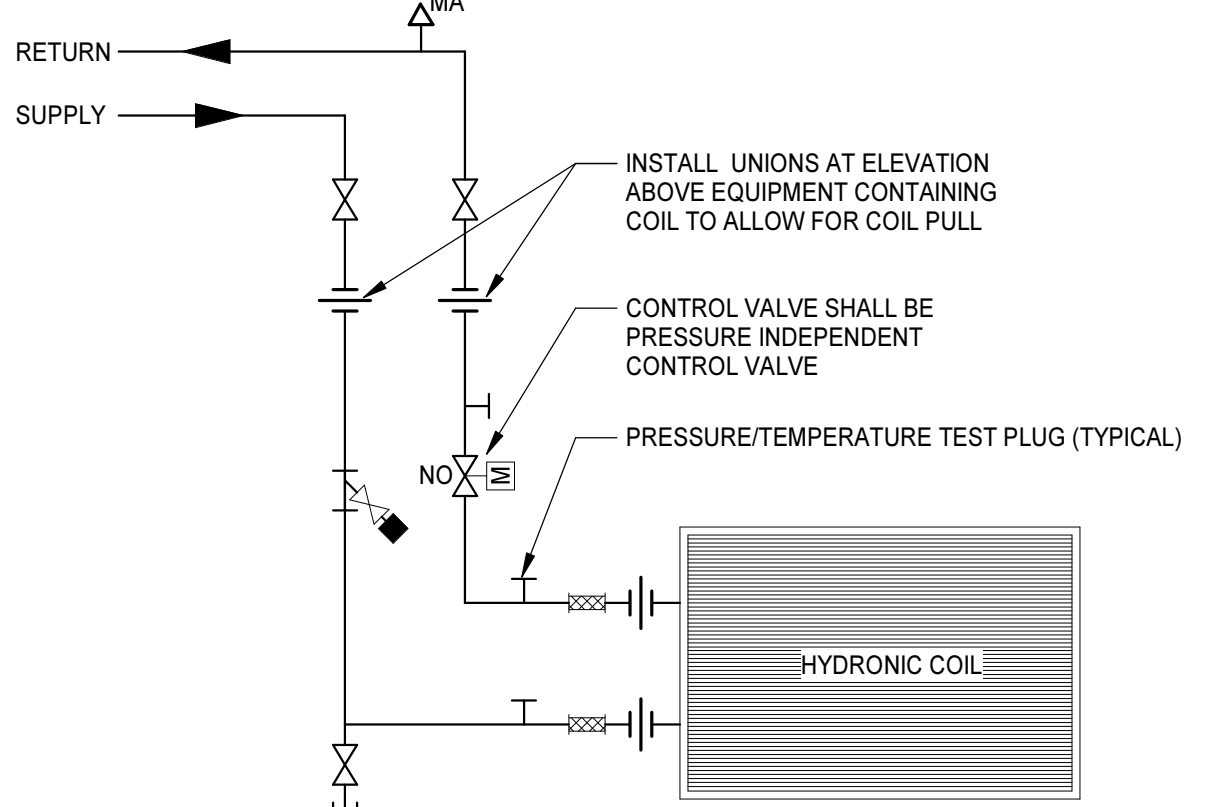 MA
RETURN
SUPPLY
INSTALL UNIONS AT ELEVATION
ABOVE EQUIPMENT CONTAINING
COIL TO ALLOW FOR COIL PULL
CONTROL VALVE SHALL BE
PRESSURE INDEPENDENT
CONTROL VALVE
PRESSURE/TEMPERATURE TEST PLUG (TYPICAL)
NO
M
HYDRONIC COIL